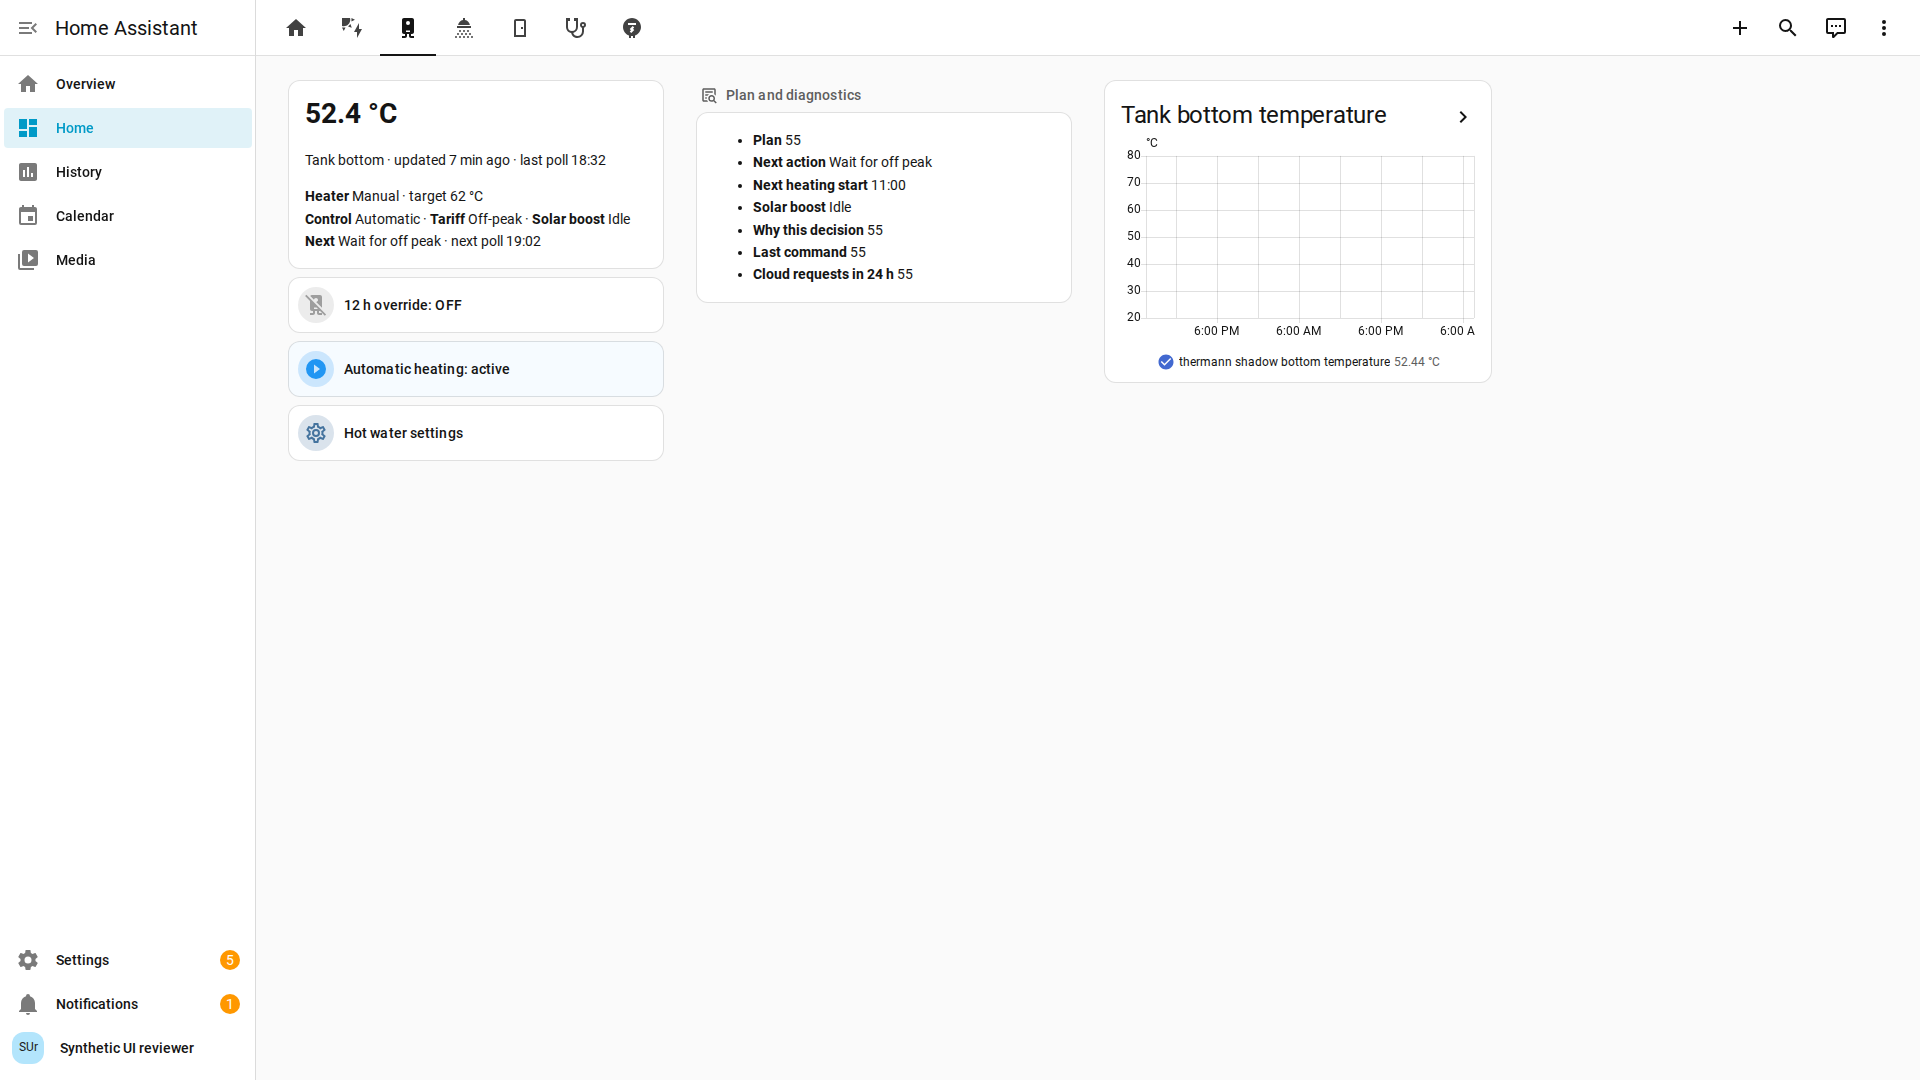 Home Assistant
Overview
Home
History
Calendar
Media
Settings 5
Notifications 1
SUr Synthetic UI reviewer
52.4 °C
Tank bottom · updated 7 min ago · last poll 18:32
Heater Manual · target 62 °C
Control Automatic · Tariff Off-peak · Solar boost Idle
Next Wait for off peak · next poll 19:02
12 h override: OFF
Automatic heating: active
Hot water settings
Plan and diagnostics
• Plan 55
• Next action Wait for off peak
• Next heating start 11:00
• Solar boost Idle
• Why this decision 55
• Last command 55
• Cloud requests in 24 h 55
Tank bottom temperature
°C
80
70
60
50
40
30
20
6:00 PM 6:00 AM 6:00 PM 6:00 A
thermann shadow bottom temperature 52.44 °C